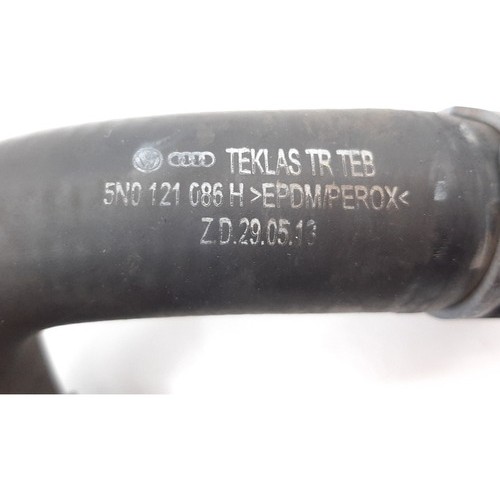 TEKLAS TR TEB
5N0 121 086 H >EPDM/PEROX<
Z.D.29.05.13